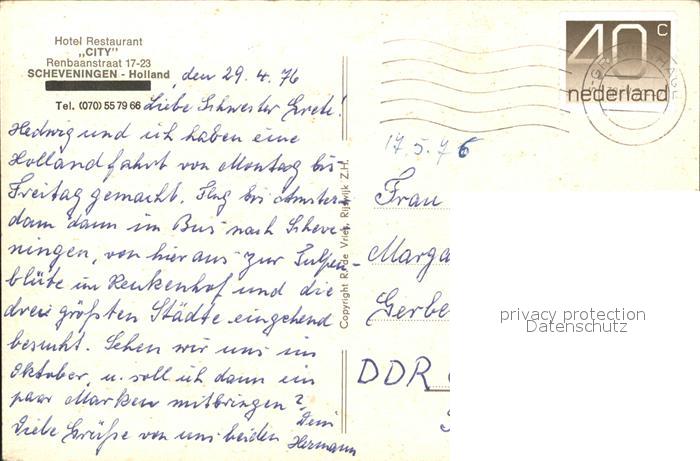 Hotel Restaurant
„CITY"
Renbaanstraat 17-23
SCHEVENINGEN - Holland
Tel. (070) 55 79 66
, den 29.4.76
Liebe Schwester Grete!
Hedwig und ich haben eine
Hollandfahrt von Montag bis
Freitag gemacht. Flug bis Amster-
dam dann im Bus nach Scheve-
ningen, von hier aus zur Tulpen-
blüte im Keukenhof und die
drei größten Städte eingehend
besucht. Sehen wir uns im
Oktober, u. soll ich dann ein
paar Marken mitbringen?
Liebe Grüße von uns beiden Dein
Hermann
Copyright R. de Vries, Rijswijk Z.H.
40 c
nederland
17.5.76
Frau
Marga
Gerbe
DDR
privacy protection
Datenschutz